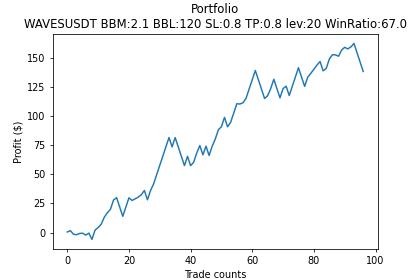 Portfolio
WAVESUSDT BBM:2.1 BBL:120 SL:0.8 TP:0.8 lev:20 WinRatio:67.0
150
125
100
75
50
25
0
Profit ($)
0 20 40 60 80 100
Trade counts